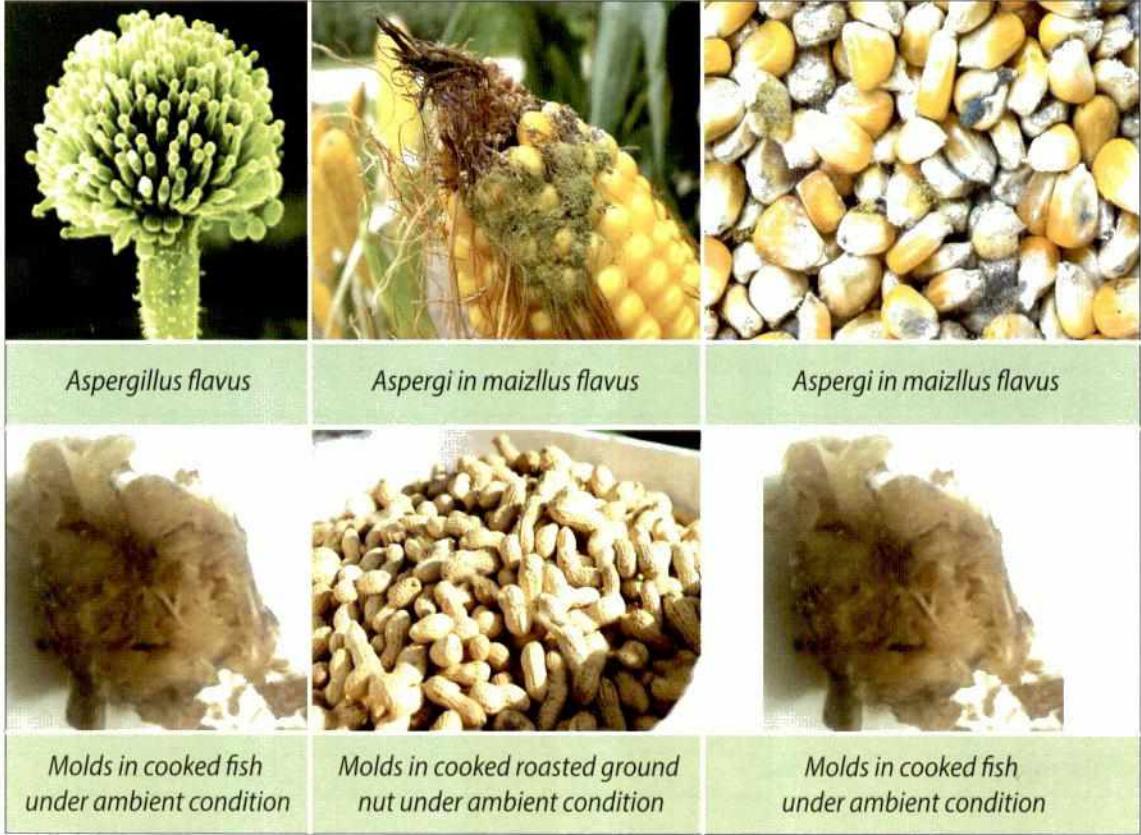 Aspergillus flavus
Aspergi in maizllus flavus
Aspergi in maizllus flavus
Molds in cooked fish
under ambient condition
Molds in cooked roasted ground
nut under ambient condition
Molds in cooked fish
under ambient condition